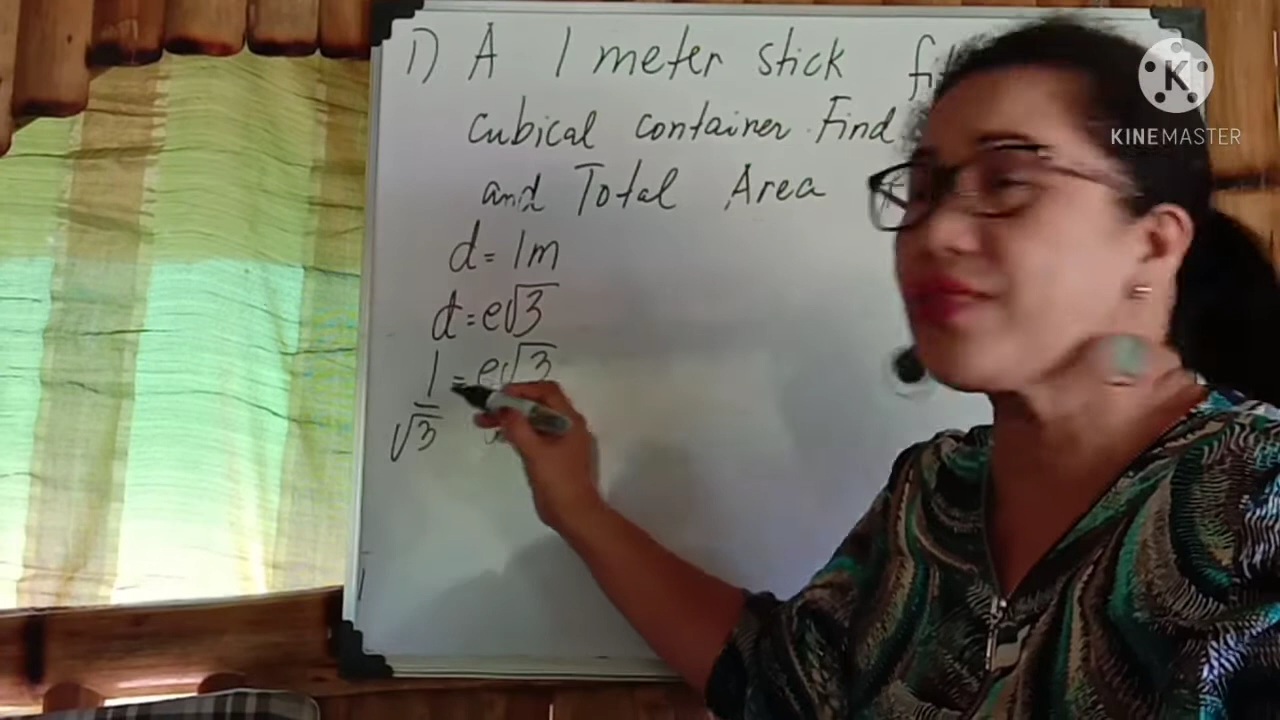 1) A 1 meter stick
cubical container. Find
and Total Area
d = 1m
d = e√3
1 = e√3
√3
KINEMASTER